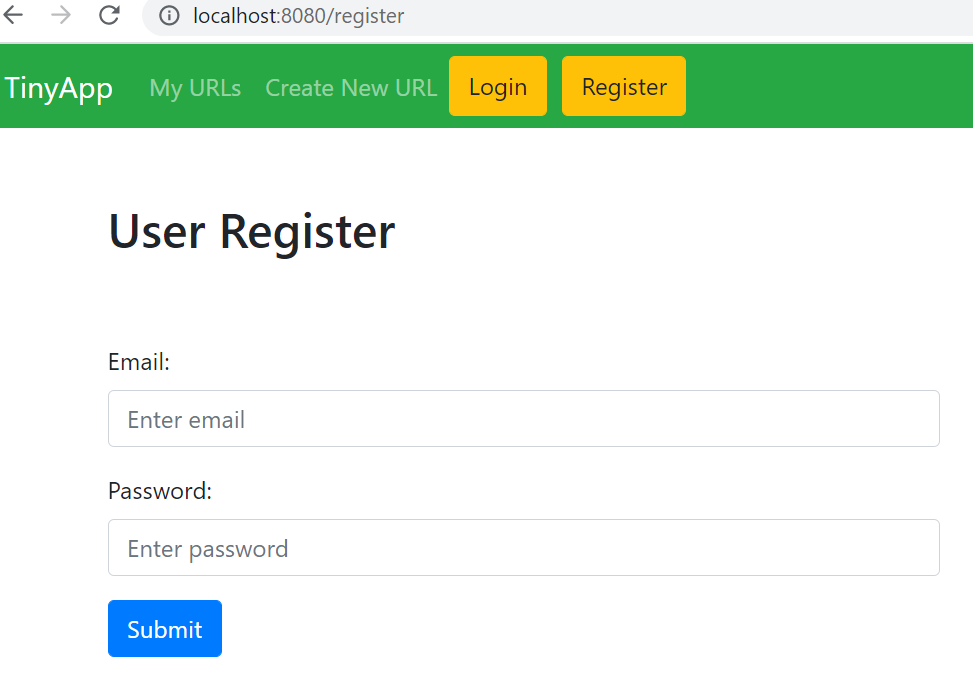 localhost:8080/register
TinyApp My URLs Create New URL Login Register
User Register
Email:
Enter email
Password:
Enter password
Submit